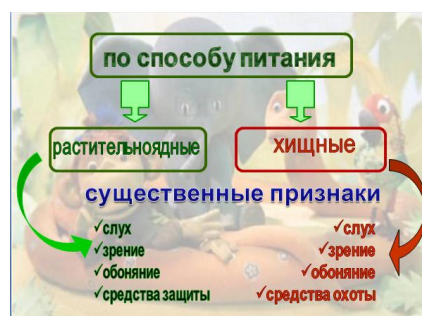 по способу питания
растительноядные
хищные
существенные признаки
✓слух
✓зрение
✓обоняние
✓средства защиты
✓слух
✓зрение
✓обоняние
✓средства охоты